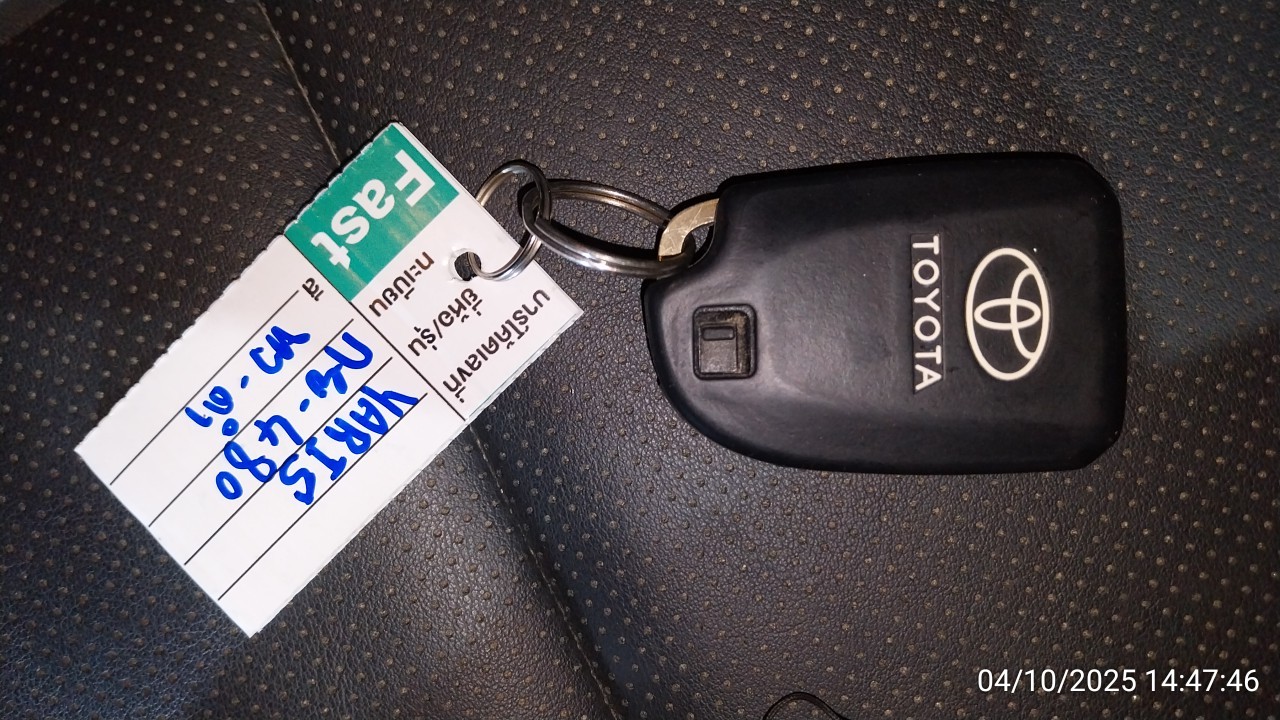 Fast
บาร์โค้ดเลขที่
ยี่ห้อ/รุ่น YARIS
ทะเบียน
สี
TOYOTA
04/10/2025 14:47:46